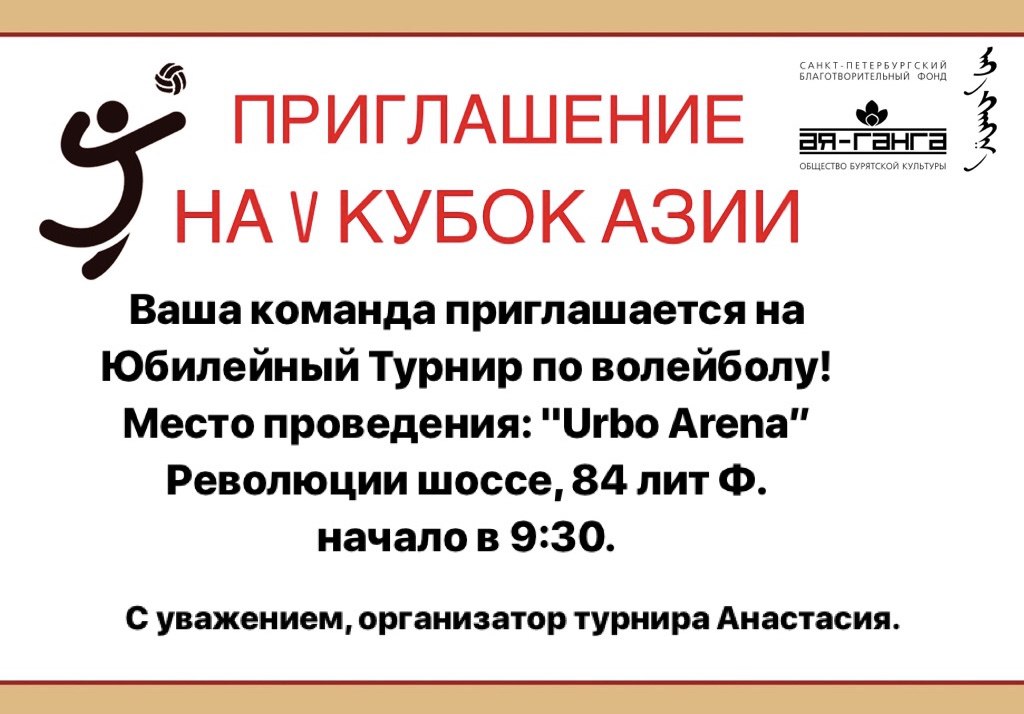 САНКТ-ПЕТЕРБУРГСКИЙ
БЛАГОТВОРИТЕЛЬНЫЙ ФОНД
ая-ганга
ОБЩЕСТВО БУРЯТСКОЙ КУЛЬТУРЫ
ПРИГЛАШЕНИЕ
НА V КУБОК АЗИИ
Ваша команда приглашается на
Юбилейный Турнир по волейболу!
Место проведения: "Urbo Arena”
Революции шоссе, 84 лит Ф.
начало в 9:30.
С уважением, организатор турнира Анастасия.